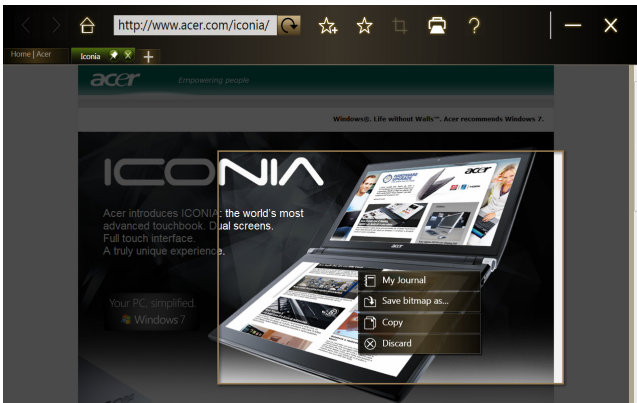 http://www.acer.com/iconia/
?
Home | Acer
Iconia
acer
Empowering people
Windows®. Life without Walls™. Acer recommends Windows 7.
ICONIA
acer
Acer introduces ICONIA: the world's most
advanced touchbook. Dual screens.
Full touch interface.
A truly unique experience.
acer
My Journal
Save bitmap as...
Copy
Discard
Your PC, simplified.
Windows 7